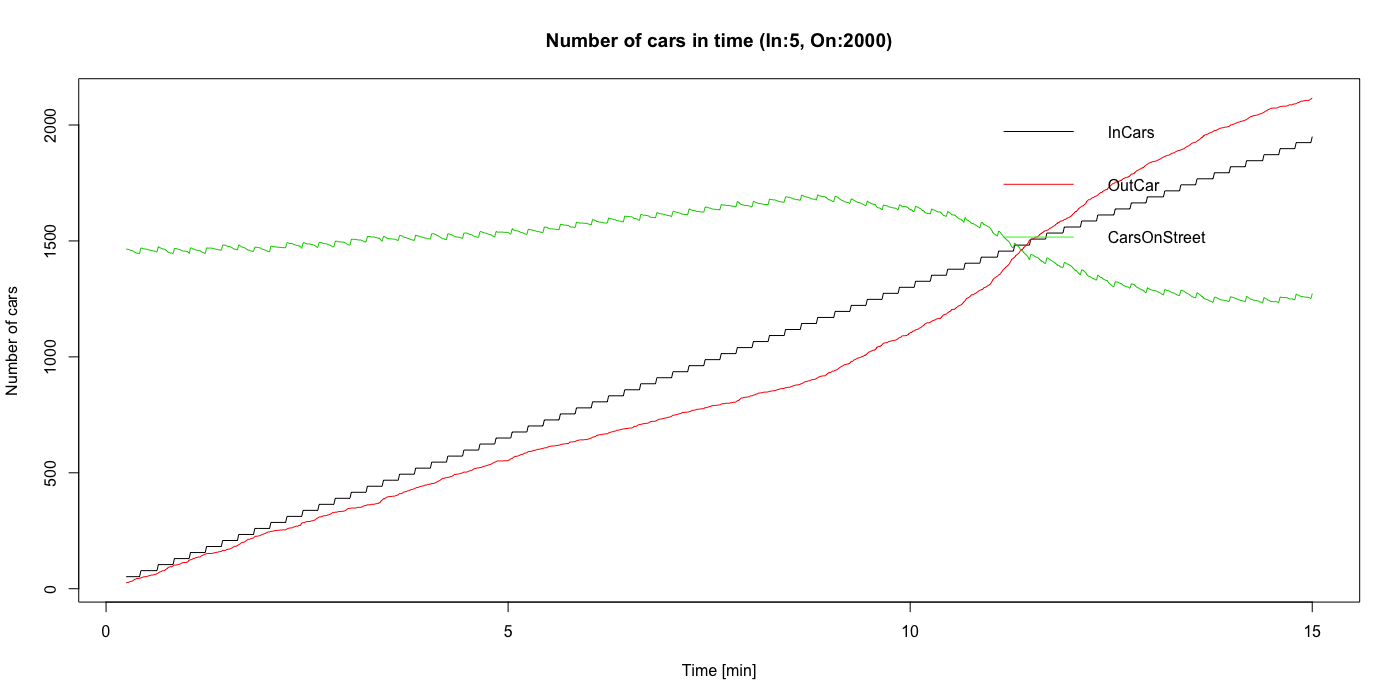 Number of cars in time (In:5, On:2000)
Number of cars
2000
1500
1000
500
0
InCars
OutCar
CarsOnStreet
0 5 10 15
Time [min]